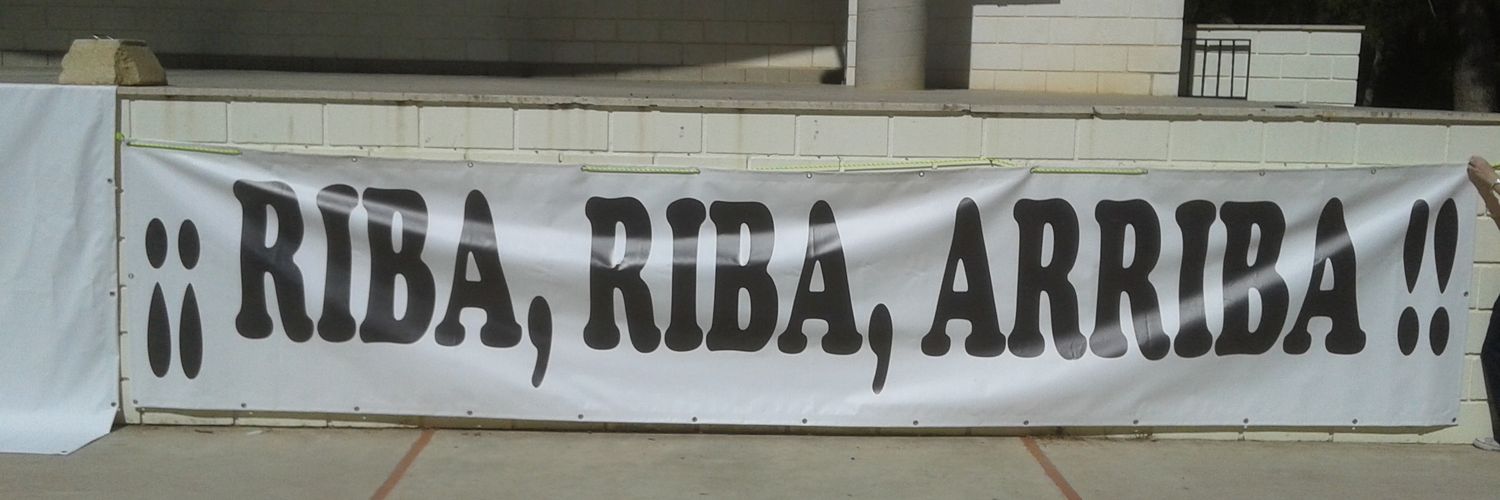 ¡¡ RIBA, RIBA, ARRIBA !!